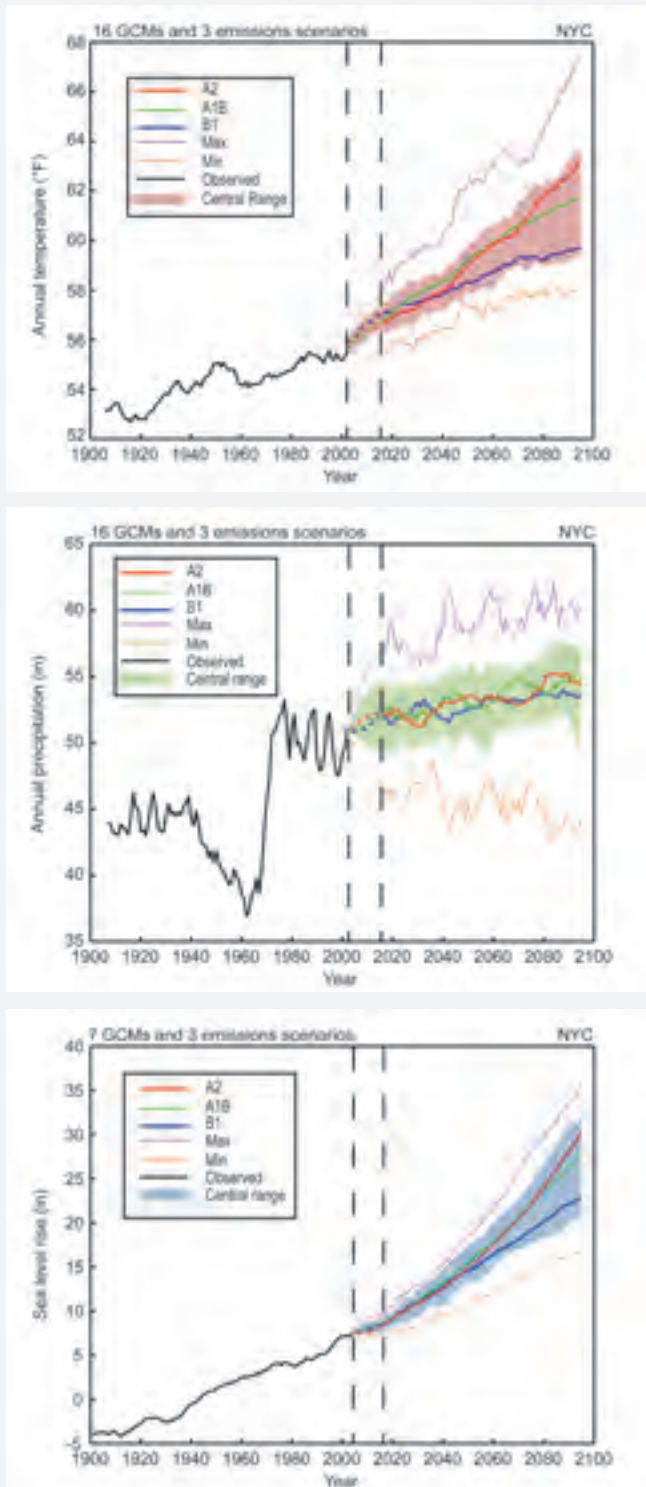 16 GCMs and 3 emissions scenarios NYC
68
66
64
62
60
58
56
54
52
Annual temperature (°F)
A2
A1B
B1
Max
Min
Observed
Central Range
1900 1920 1940 1960 1980 2000 2020 2040 2060 2080 2100
Year
16 GCMs and 3 emissions scenarios NYC
65
60
55
50
45
40
35
Annual precipitation (in)
A2
A1B
B1
Max
Min
Observed
Central range
1900 1920 1940 1960 1980 2000 2020 2040 2060 2080 2100
Year
7 GCMs and 3 emissions scenarios NYC
40
35
30
25
20
15
10
5
0
-5
Sea level rise (in)
A2
A1B
B1
Max
Min
Observed
Central range
1900 1920 1940 1960 1980 2000 2020 2040 2060 2080 2100
Year